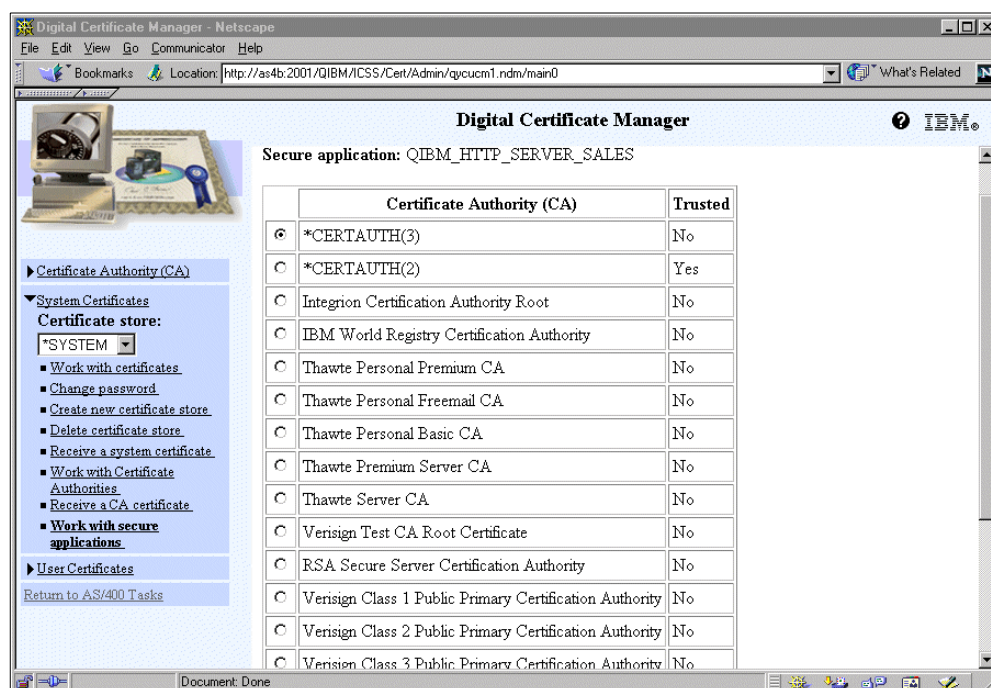 Digital Certificate Manager - Netscape
File Edit View Go Communicator Help
Bookmarks Location: http://as4b:2001/QIBM/ICSS/Cert/Admin/qycucm1.ndm/main0 What's Related N
Digital Certificate Manager ? IBM®
Secure application: QIBM_HTTP_SERVER_SALES
Certificate Authority (CA) Trusted
*CERTAUTH(3) No
*CERTAUTH(2) Yes
Integrion Certification Authority Root No
IBM World Registry Certification Authority No
Thawte Personal Premium CA No
Thawte Personal Freemail CA No
Thawte Personal Basic CA No
Thawte Premium Server CA No
Thawte Server CA No
Verisign Test CA Root Certificate No
RSA Secure Server Certification Authority No
Verisign Class 1 Public Primary Certification Authority No
Verisign Class 2 Public Primary Certification Authority No
Verisign Class 3 Public Primary Certification Authority No
Certificate Authority (CA)
System Certificates
Certificate store:
*SYSTEM
Work with certificates
Change password
Create new certificate store
Delete certificate store
Receive a system certificate
Work with Certificate
Authorities
Receive a CA certificate
Work with secure
applications
User Certificates
Return to AS/400 Tasks
Document: Done